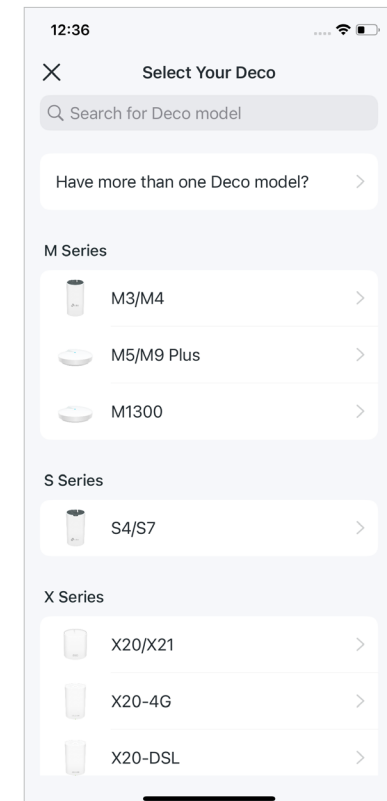 12:36
Select Your Deco
Search for Deco model
Have more than one Deco model?
M Series
M3/M4
M5/M9 Plus
M1300
S Series
S4/S7
X Series
X20/X21
X20-4G
X20-DSL